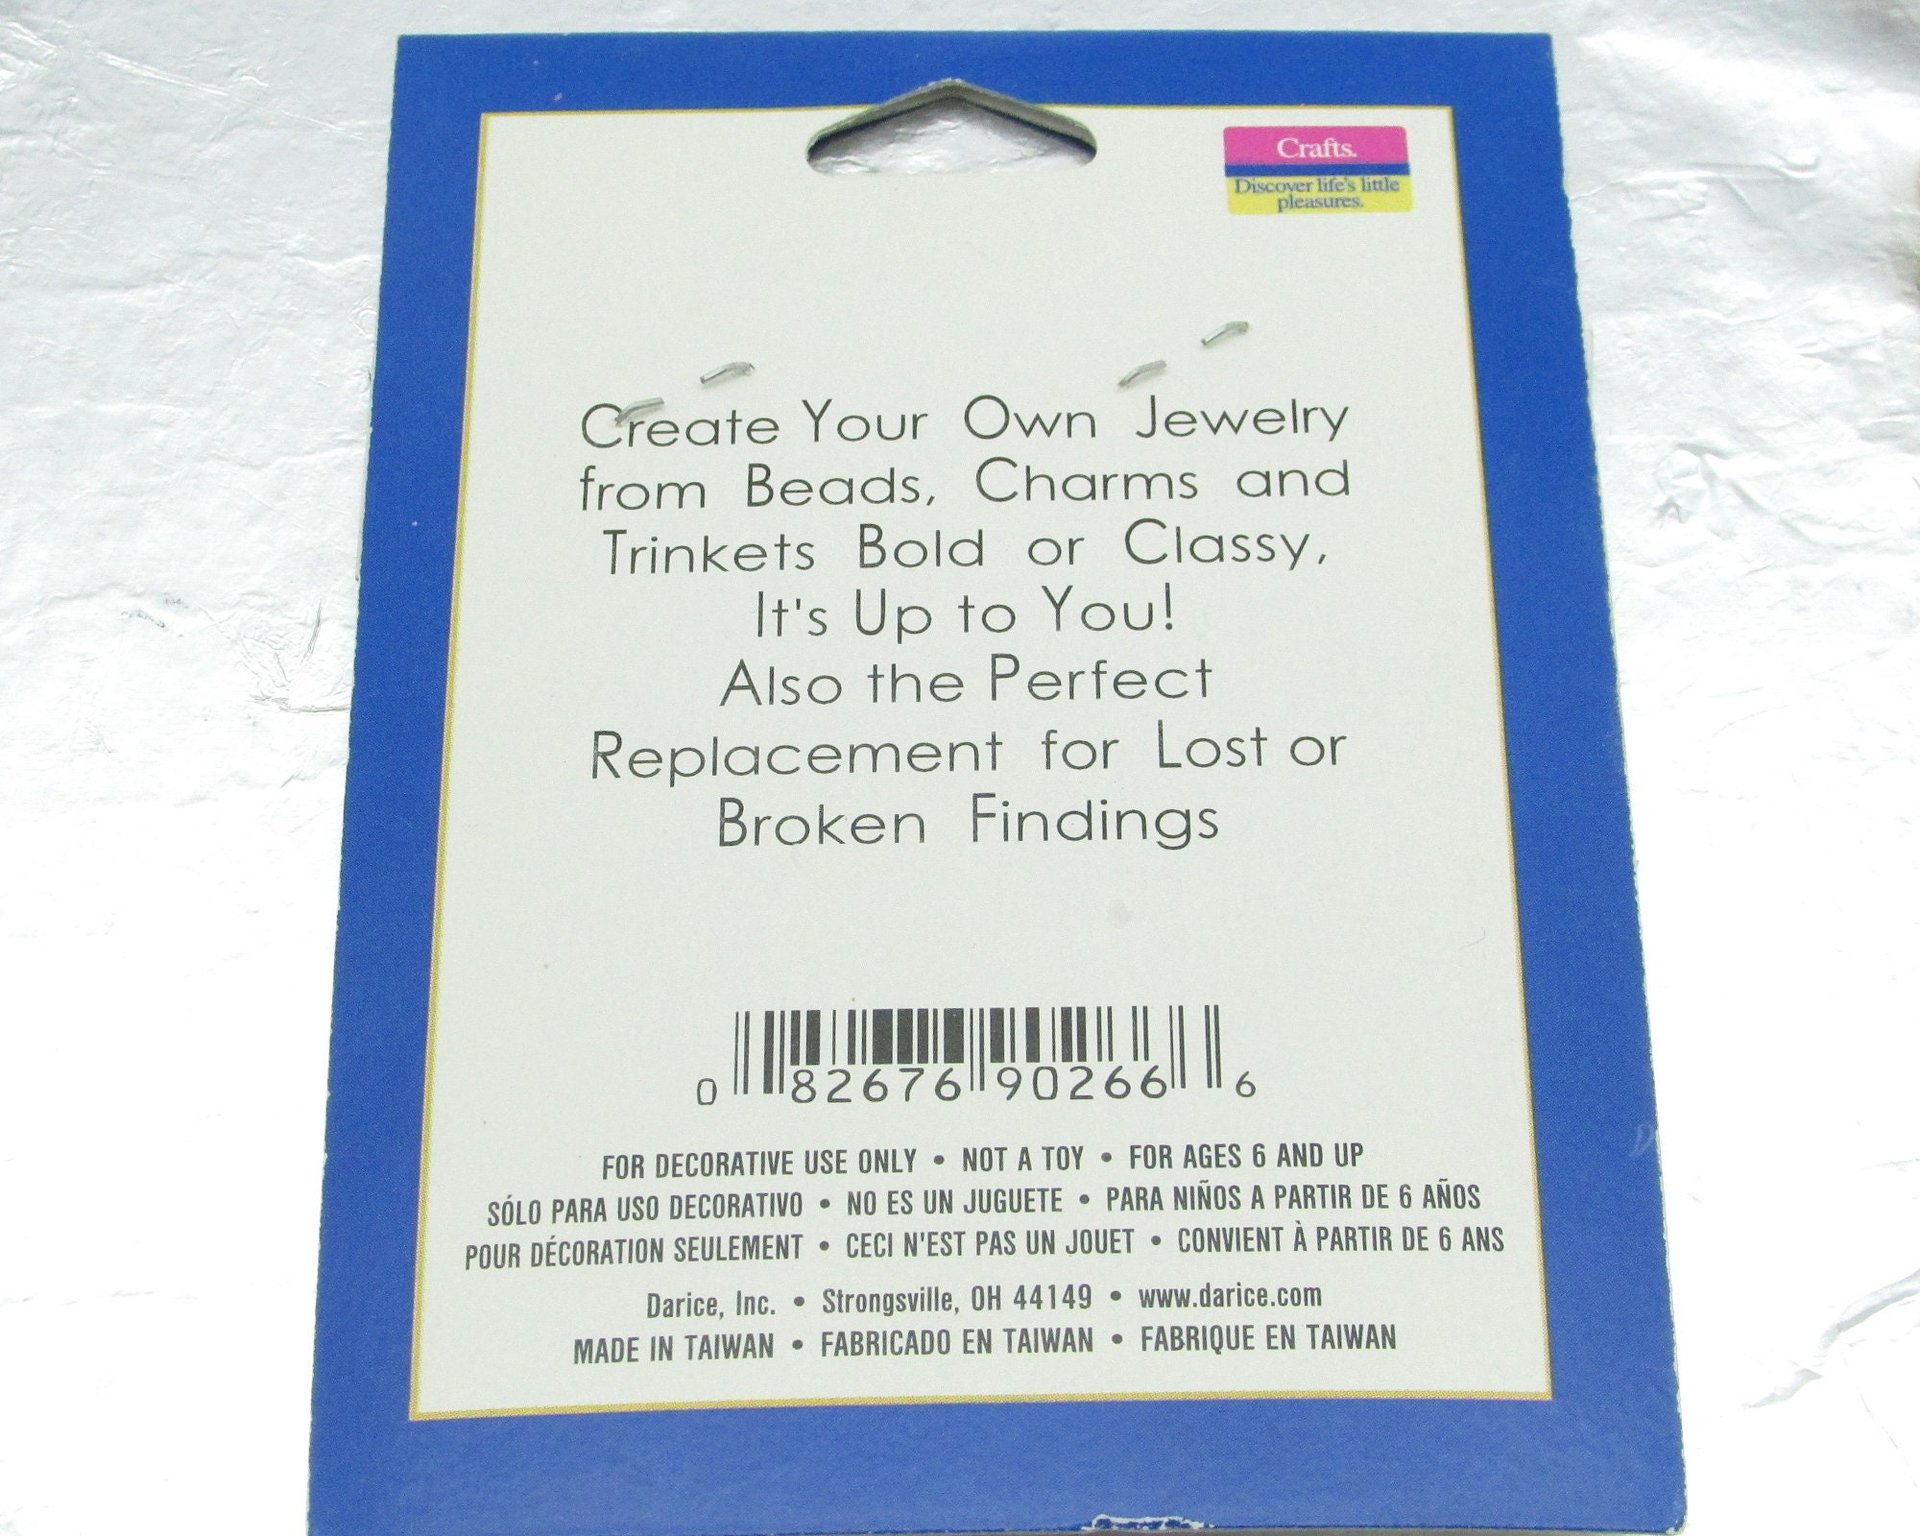 Crafts.
Discover life's little
pleasures.
Create Your Own Jewelry
from Beads, Charms and
Trinkets Bold or Classy,
It's Up to You!
Also the Perfect
Replacement for Lost or
Broken Findings
0 82676 90266 6
FOR DECORATIVE USE ONLY • NOT A TOY • FOR AGES 6 AND UP
SÓLO PARA USO DECORATIVO • NO ES UN JUGUETE • PARA NIÑOS A PARTIR DE 6 AÑOS
POUR DÉCORATION SEULEMENT • CECI N'EST PAS UN JOUET • CONVIENT À PARTIR DE 6 ANS
Darice, Inc. • Strongsville, OH 44149 • www.darice.com
MADE IN TAIWAN • FABRICADO EN TAIWAN • FABRIQUE EN TAIWAN